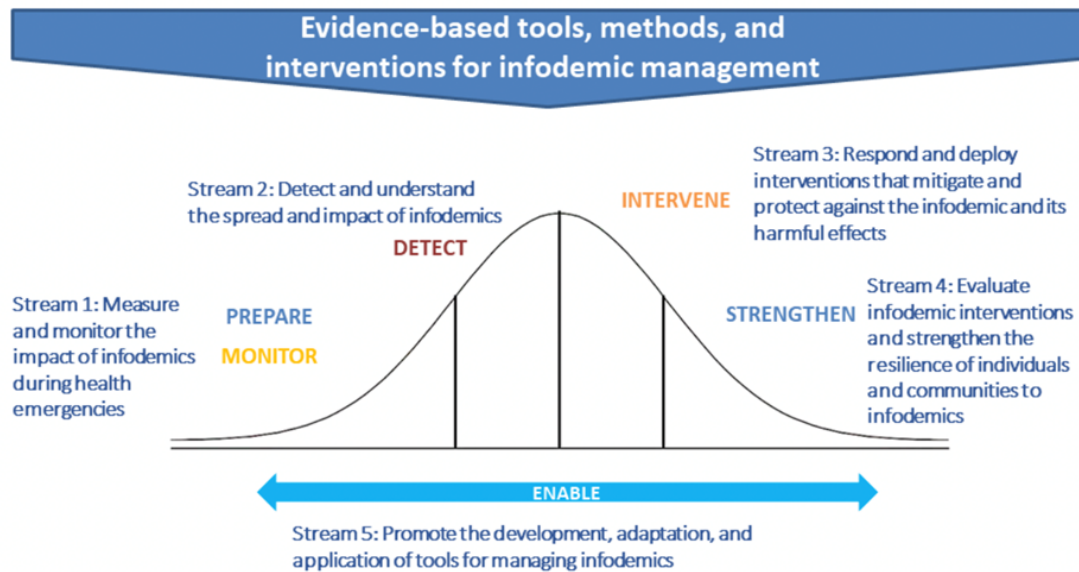 Evidence-based tools, methods, and
interventions for infodemic management
Stream 3: Respond and deploy
interventions that mitigate and
protect against the infodemic and its
harmful effects
INTERVENE
Stream 2: Detect and understand
the spread and impact of infodemics
DETECT
Stream 1: Measure
and monitor the
impact of infodemics
during health
emergencies
PREPARE
MONITOR
STRENGTHEN
Stream 4: Evaluate
infodemic interventions
and strengthen the
resilience of individuals
and communities to
infodemics
ENABLE
Stream 5: Promote the development, adaptation, and
application of tools for managing infodemics